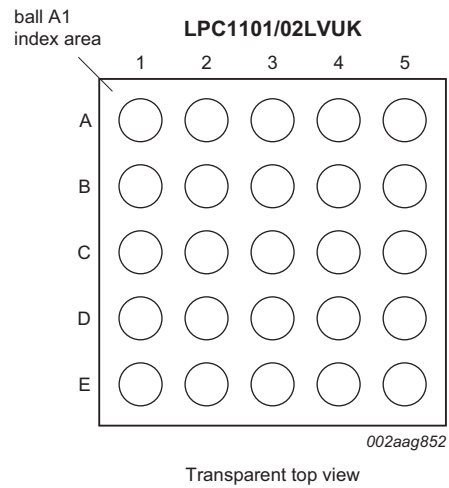 ball A1
index area
LPC1101/02LVUK
1 2 3 4 5
A
B
C
D
E
002aag852
Transparent top view